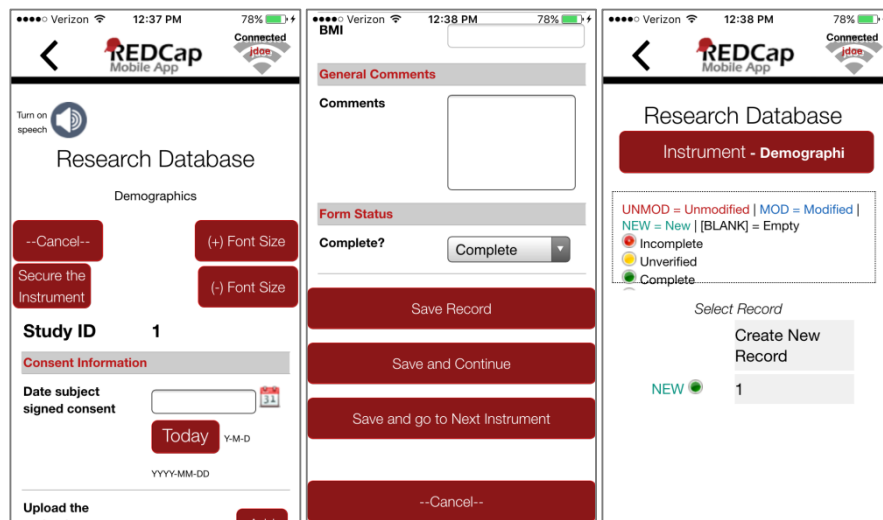 Verizon 12:37 PM 78%
REDCap
Mobile App
Connected
jdoe
Turn on
speech
Research Database
Demographics
--Cancel--
(+) Font Size
Secure the
Instrument
(-) Font Size
Study ID 1
Consent Information
Date subject
signed consent
31
Today Y-M-D
YYYY-MM-DD
Upload the
Verizon 12:38 PM 78%
BMI
General Comments
Comments
Form Status
Complete? Complete
Save Record
Save and Continue
Save and go to Next Instrument
--Cancel--
Verizon 12:38 PM 78%
REDCap
Mobile App
Connected
jdoe
Research Database
Instrument - Demographi
UNMOD = Unmodified | MOD = Modified |
NEW = New | [BLANK] = Empty
Incomplete
Unverified
Complete
Select Record
Create New
Record
NEW 1